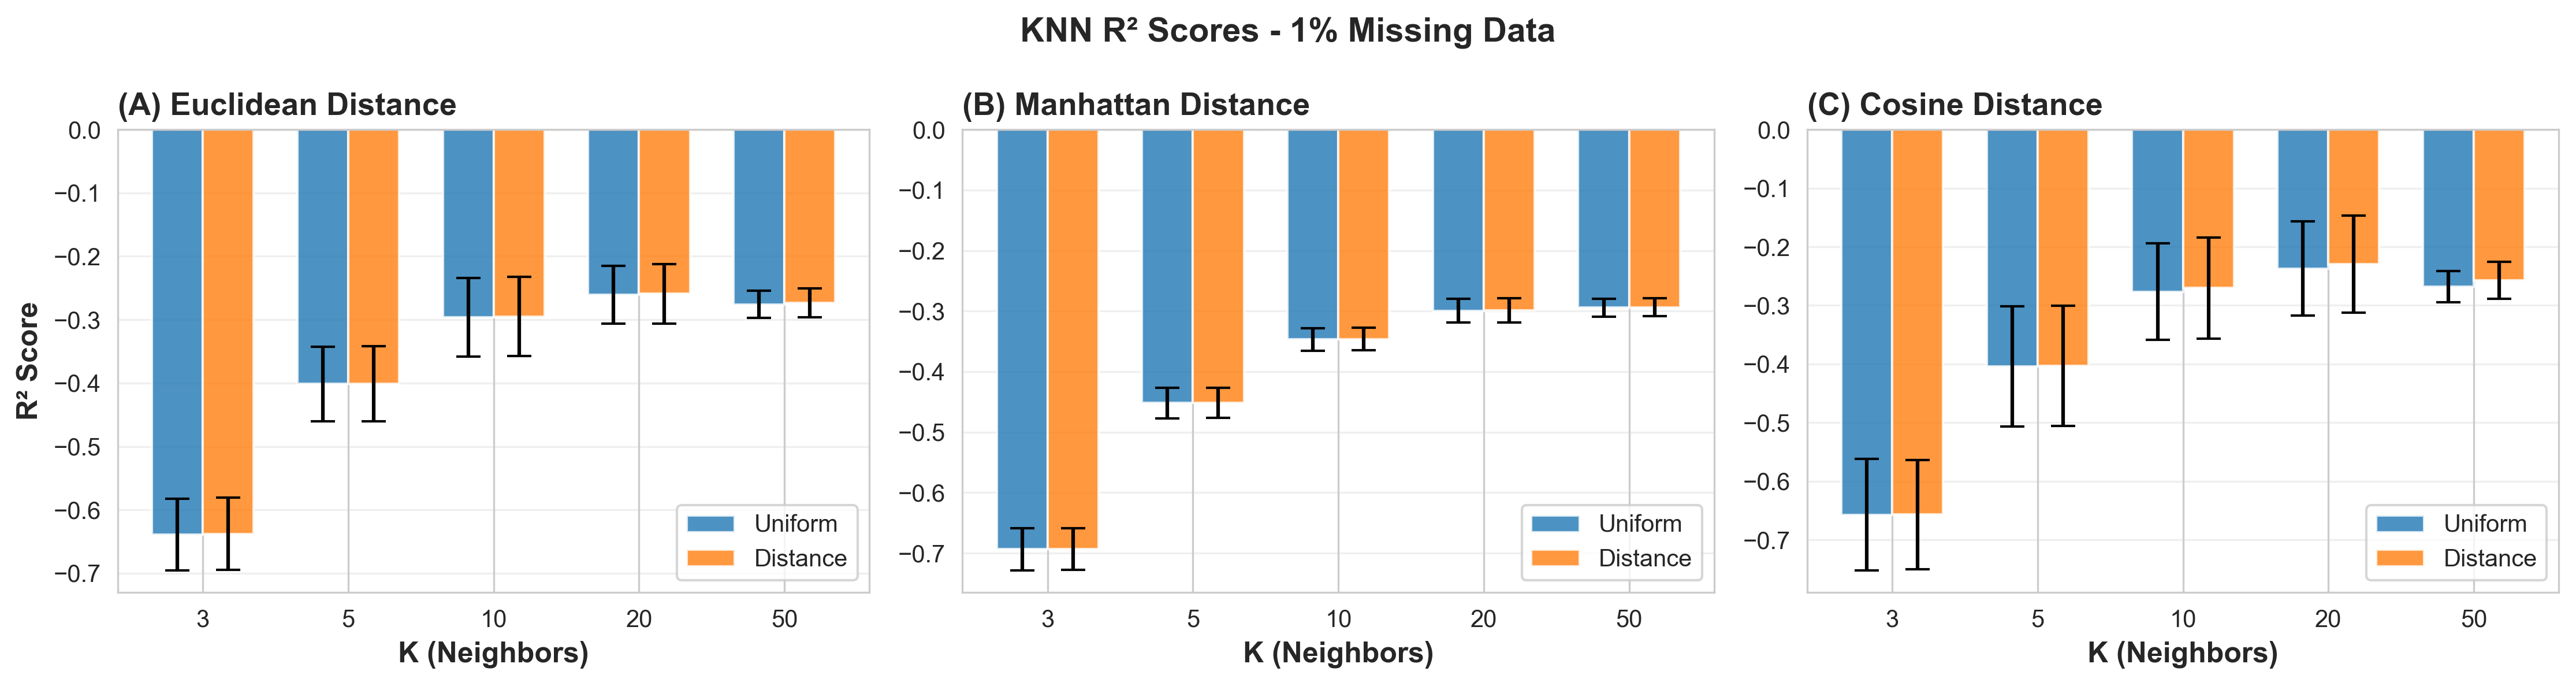 KNN R² Scores - 1% Missing Data
(A) Euclidean Distance
R² Score
0.0
−0.1
−0.2
−0.3
−0.4
−0.5
−0.6
−0.7
3 5 10 20 50
K (Neighbors)
Uniform
Distance
(B) Manhattan Distance
0.0
−0.1
−0.2
−0.3
−0.4
−0.5
−0.6
−0.7
3 5 10 20 50
K (Neighbors)
Uniform
Distance
(C) Cosine Distance
0.0
−0.1
−0.2
−0.3
−0.4
−0.5
−0.6
−0.7
3 5 10 20 50
K (Neighbors)
Uniform
Distance